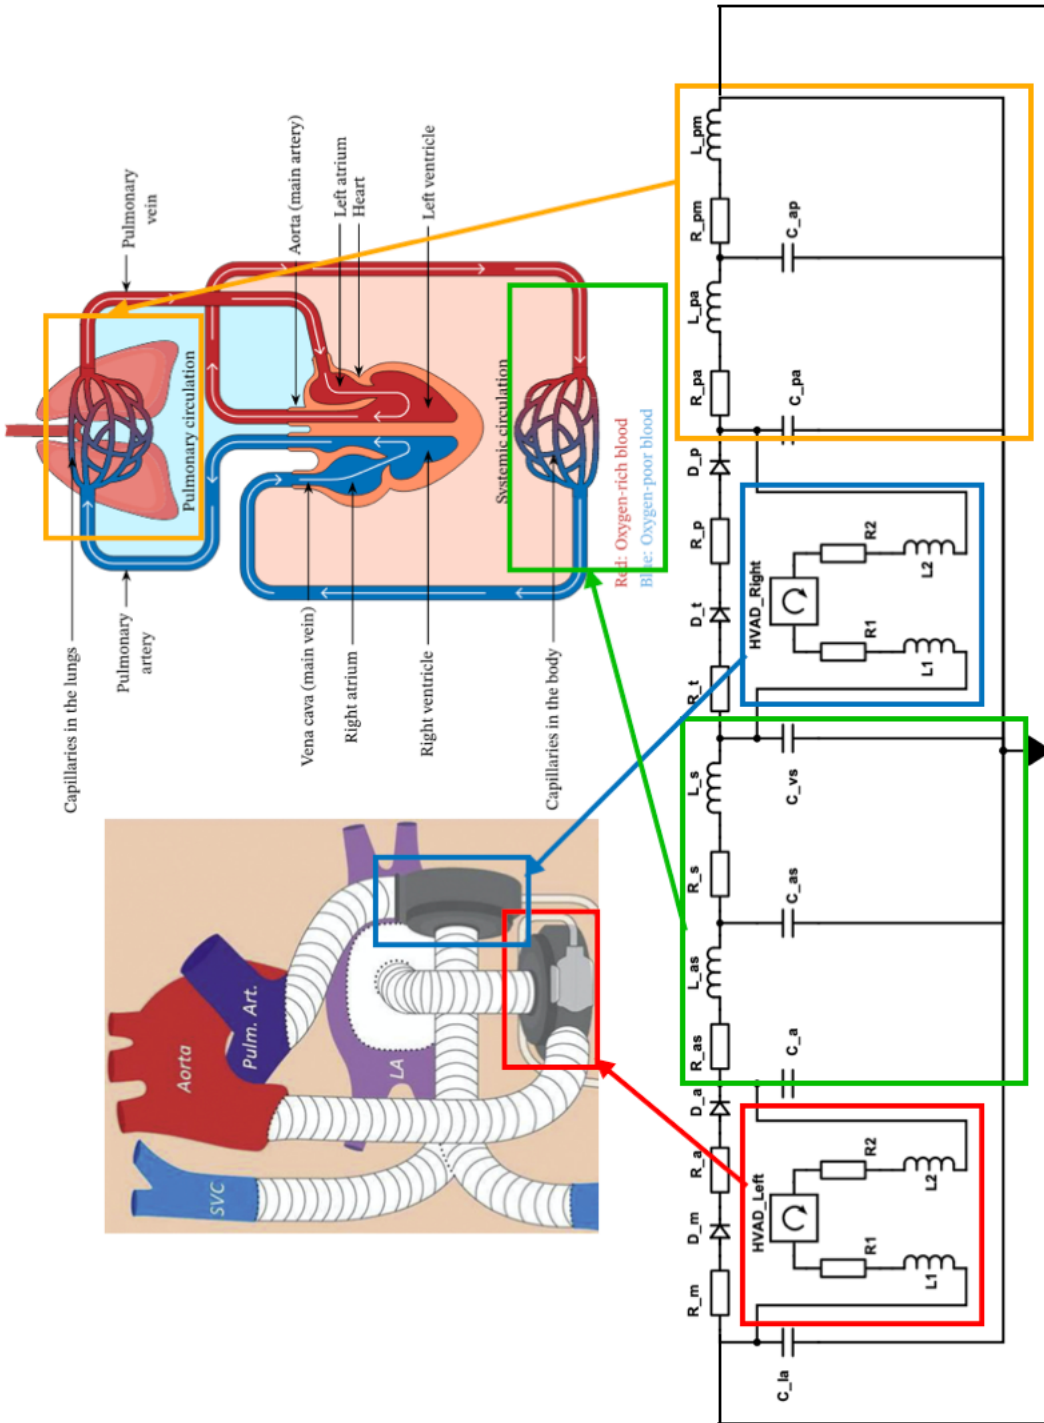 Pulmonary
vein
Aorta (main artery)
Left atrium
Heart
Left ventricle
Pulmonary circulation
Systemic circulation
Red: Oxygen-rich blood
Blue: Oxygen-poor blood
Capillaries in the lungs
Pulmonary
artery
Vena cava (main vein)
Right atrium
Right ventricle
Capillaries in the body
Aorta
Pulm. Art.
LA
SVC
C_la
R_m
D_m
R_a
D_a
R_as
L_as
R_s
L_s
R_t
D_t
R_p
D_p
R_pa
L_pa
R_pm
L_pm
C_a
C_as
C_vs
C_pa
C_ap
HVAD_Left
R1
R2
L1
L2
HVAD_Right
R1
R2
L1
L2